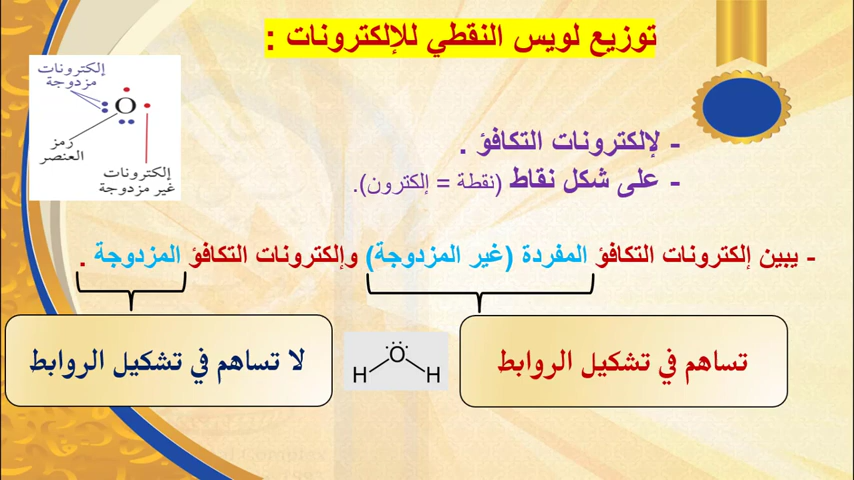 توزيع لويس النقطي للإلكترونات :
إلكترونات
مزدوجة
O
رمز
العنصر
إلكترونات
غير مزدوجة
- لإلكترونات التكافؤ .
- على شكل نقاط (نقطة = إلكترون).
- يبين إلكترونات التكافؤ المفردة (غير المزدوجة) وإلكترونات التكافؤ المزدوجة .
تساهم في تشكيل الروابط
H O H
لا تساهم في تشكيل الروابط